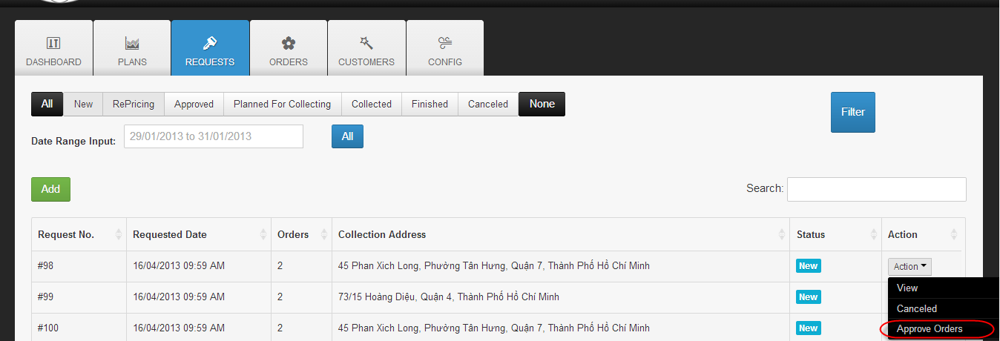 DASHBOARD PLANS REQUESTS ORDERS CUSTOMERS CONFIG
All New RePricing Approved Planned For Collecting Collected Finished Canceled None
Filter
Date Range Input: 29/01/2013 to 31/01/2013 All
Add
Search:
Request No. Requested Date Orders Collection Address Status Action
#98 16/04/2013 09:59 AM 2 45 Phan Xich Long, Phường Tân Hưng, Quận 7, Thành Phố Hồ Chí Minh New Action
View
#99 16/04/2013 09:59 AM 2 73/15 Hoàng Diệu, Quận 4, Thành Phố Hồ Chí Minh New
Canceled
#100 16/04/2013 09:59 AM 2 45 Phan Xich Long, Phường Tân Hưng, Quận 7, Thành Phố Hồ Chí Minh New
Approve Orders